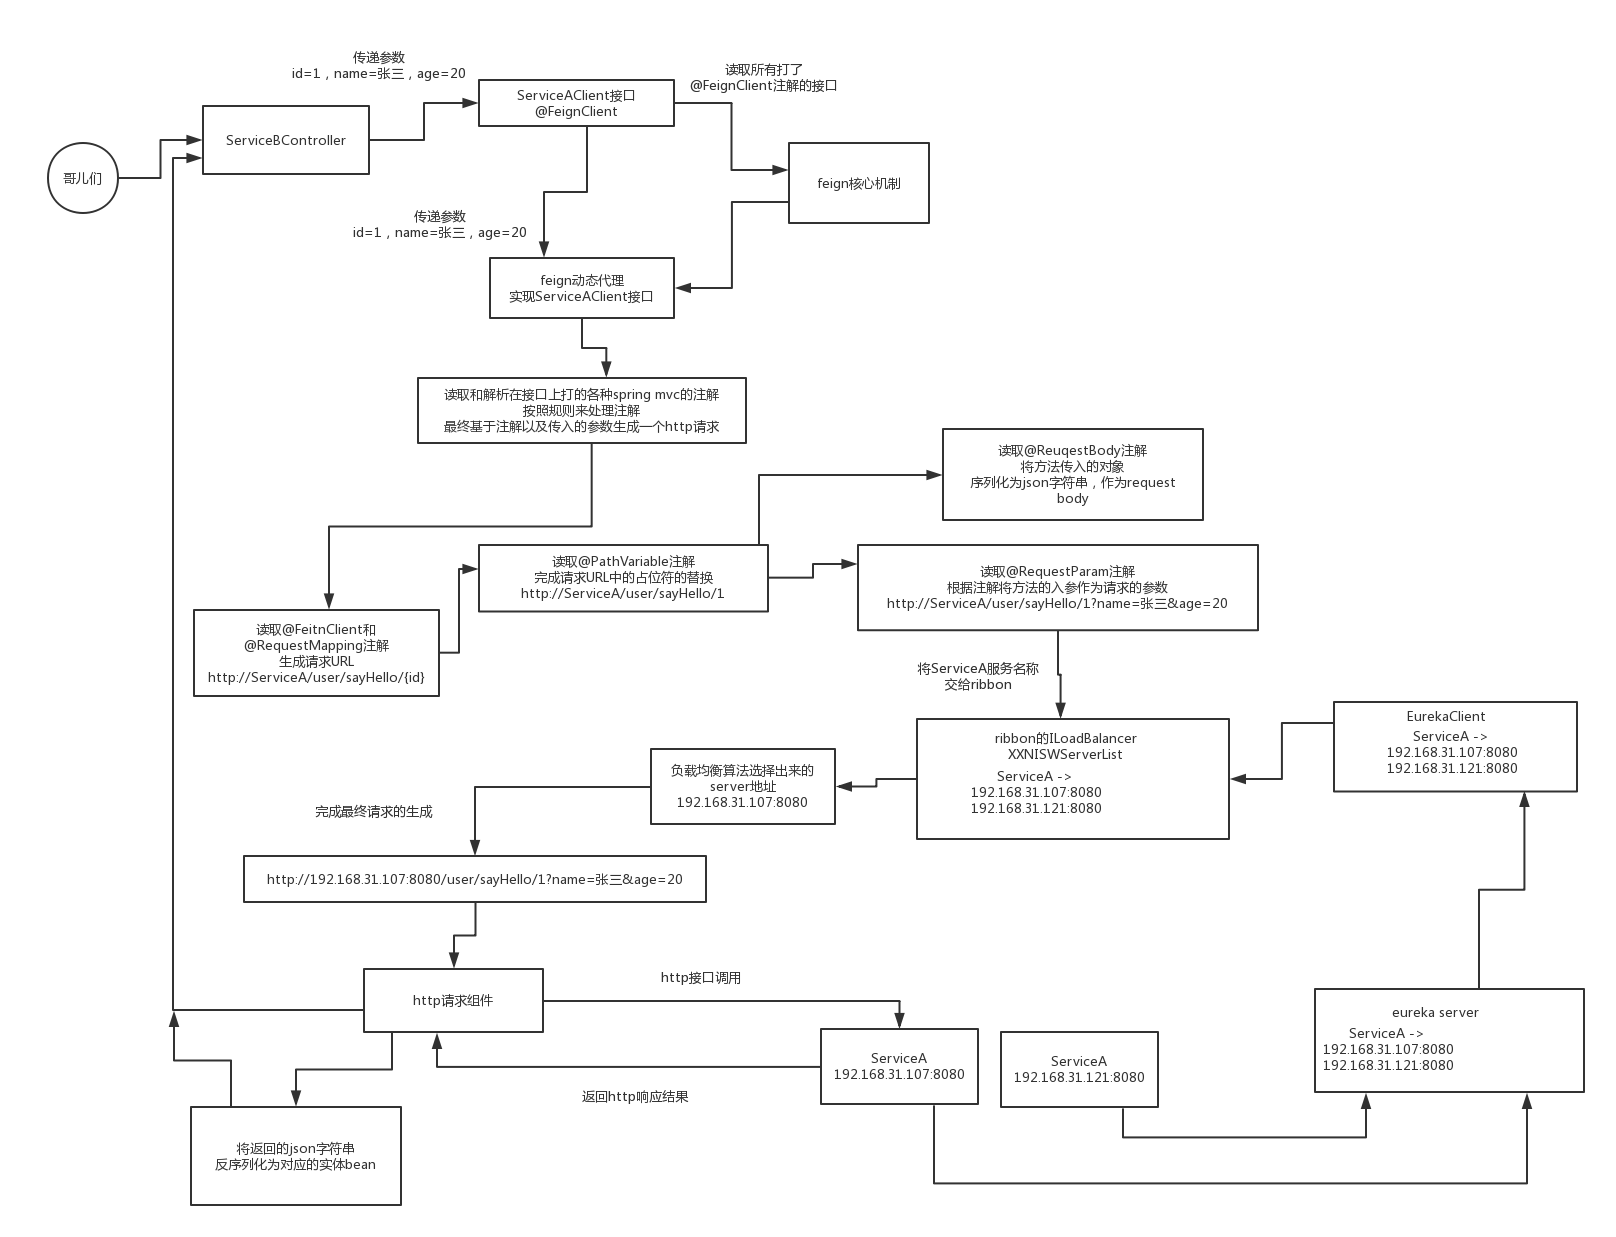 传递参数
id=1，name=张三，age=20
ServiceAClient接口
@FeignClient
读取所有打了
@FeignClient注解的接口
ServiceBController
哥儿们
feign核心机制
传递参数
id=1，name=张三，age=20
feign动态代理
实现ServiceAClient接口
读取和解析在接口上打的各种spring mvc的注解
按照规则来处理注解
最终基于注解以及传入的参数生成一个http请求
读取@ReuqestBody注解
将方法传入的对象
序列化为json字符串，作为request
body
读取@PathVariable注解
完成请求URL中的占位符的替换
http://ServiceA/user/sayHello/1
读取@RequestParam注解
根据注解将方法的入参作为请求的参数
http://ServiceA/user/sayHello/1?name=张三&age=20
读取@FeitnClient和
@RequestMapping注解
生成请求URL
http://ServiceA/user/sayHello/{id}
将ServiceA服务名称
交给ribbon
ribbon的ILoadBalancer
XXNISWServerList
ServiceA ->
192.168.31.107:8080
192.168.31.121:8080
EurekaClient
ServiceA ->
192.168.31.107:8080
192.168.31.121:8080
负载均衡算法选择出来的
server地址
192.168.31.107:8080
完成最终请求的生成
http://192.168.31.107:8080/user/sayHello/1?name=张三&age=20
http请求组件
http接口调用
ServiceA
192.168.31.107:8080
ServiceA
192.168.31.121:8080
eureka server
ServiceA ->
192.168.31.107:8080
192.168.31.121:8080
返回http响应结果
将返回的json字符串
反序列化为对应的实体bean